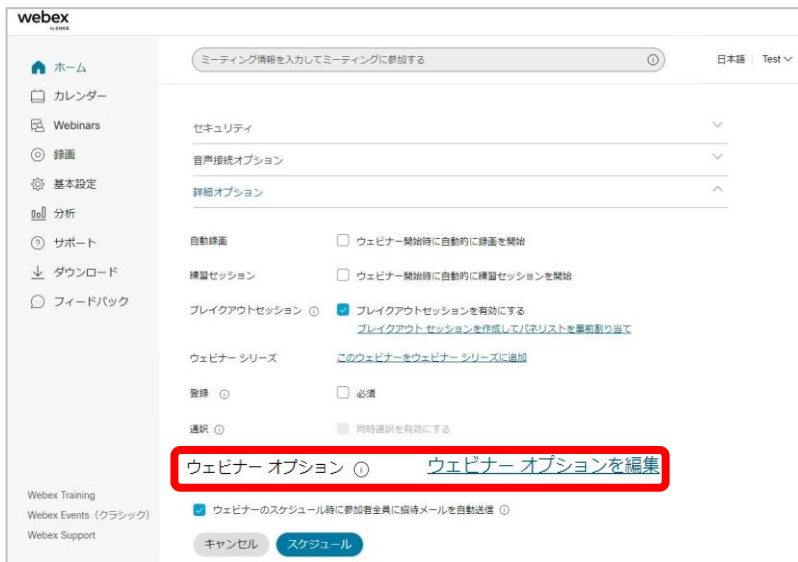 webex
by CISCO
ミーティング情報を入力してミーティングに参加する
日本語 Test
ホーム
カレンダー
Webinars
録画
基本設定
分析
サポート
ダウンロード
フィードバック
セキュリティ
音声接続オプション
詳細オプション
自動録画 ウェビナー開始時に自動的に録画を開始
練習セッション ウェビナー開始時に自動的に練習セッションを開始
ブレイクアウトセッション ブレイクアウトセッションを有効にする
ブレイクアウト セッションを作成してパネリストを事前割り当て
ウェビナー シリーズ このウェビナーをウェビナー シリーズに追加
登録 必須
通訳 同時通訳を有効にする
ウェビナー オプション ウェビナー オプションを編集
ウェビナーのスケジュール時に参加者全員に招待メールを自動送信
キャンセル スケジュール
Webex Training
Webex Events（クラシック）
Webex Support